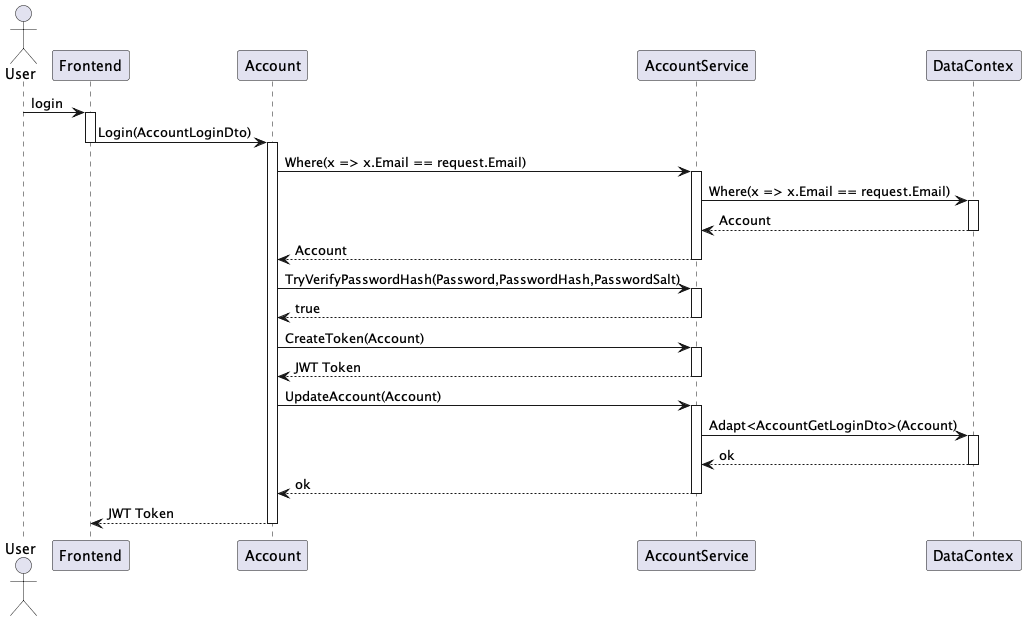 User
Frontend
Account
AccountService
DataContex
login
Login(AccountLoginDto)
Where(x => x.Email == request.Email)
Where(x => x.Email == request.Email)
Account
Account
TryVerifyPasswordHash(Password,PasswordHash,PasswordSalt)
true
CreateToken(Account)
JWT Token
UpdateAccount(Account)
Adapt<AccountGetLoginDto>(Account)
ok
ok
JWT Token
User
Frontend
Account
AccountService
DataContex